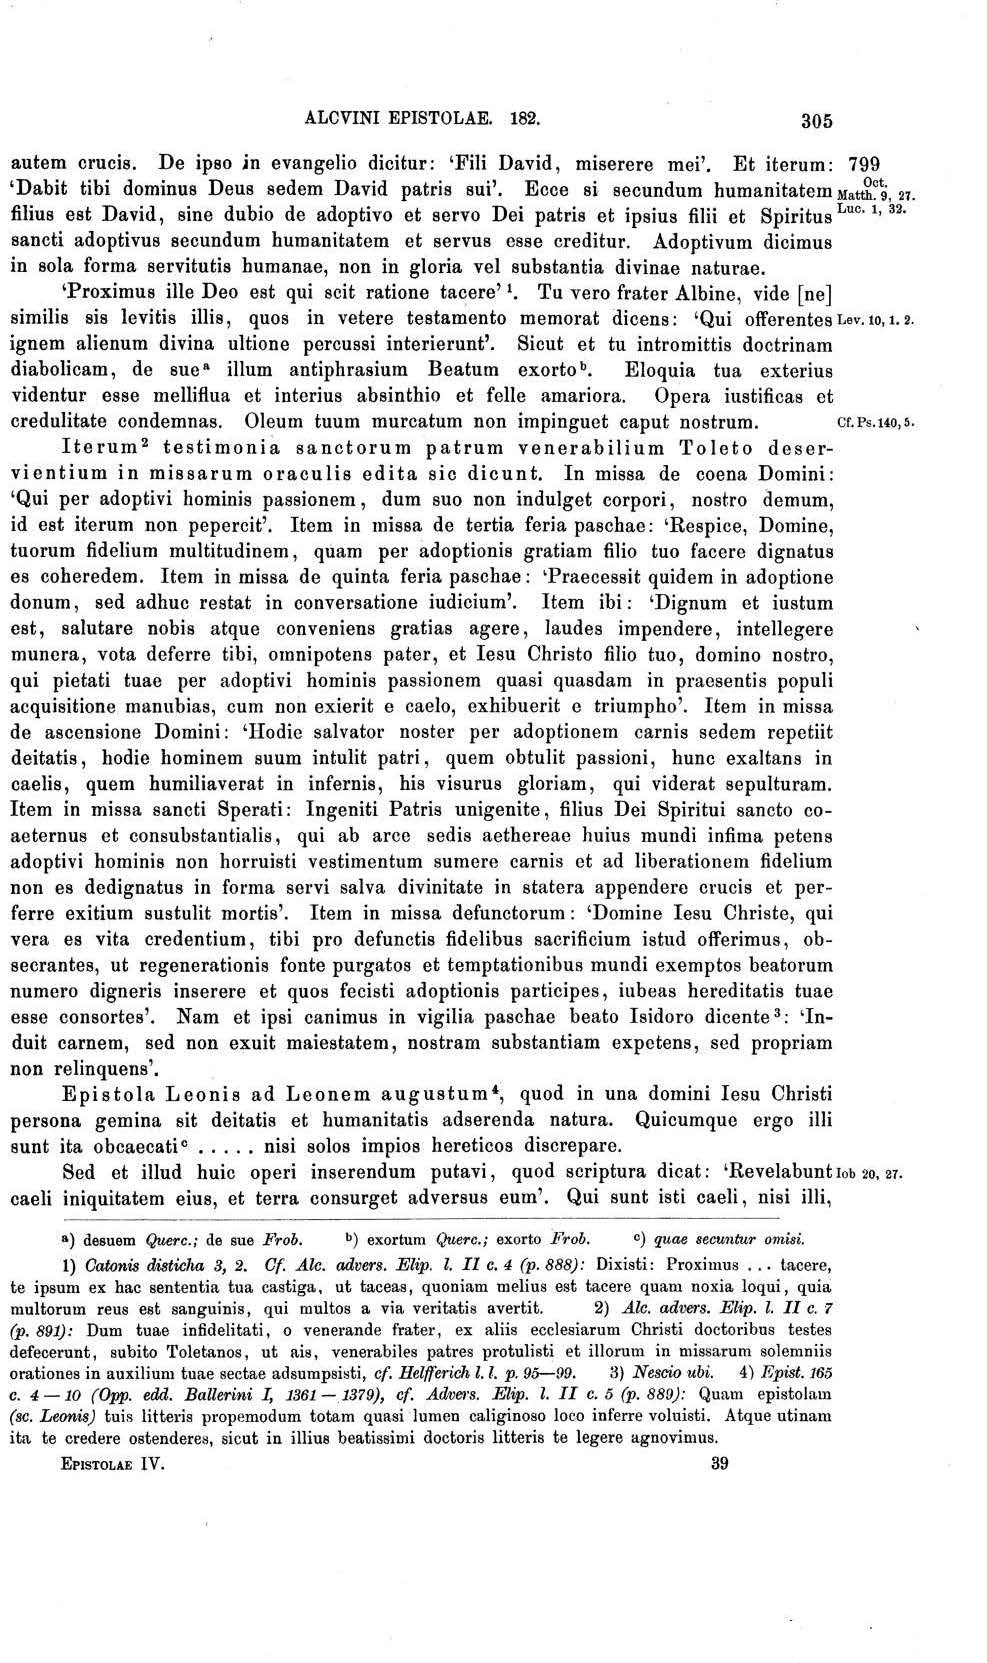 ALCVINI EPISTOLAE. 182. 305
autem crucis. De ipso in evangelio dicitur: ‘Fili David, miserere mei’. Et iterum: 799
‘Dabit tibi dominus Deus sedem David patris sui’. Ecce si secundum humanitatem Oct. Matth. 9, 27.
filius est David, sine dubio de adoptivo et servo Dei patris et ipsius filii et Spiritus Luc. 1, 32.
sancti adoptivus secundum humanitatem et servus esse creditur. Adoptivum dicimus
in sola forma servitutis humanae, non in gloria vel substantia divinae naturae.
‘Proximus ille Deo est qui scit ratione tacere’ ¹. Tu vero frater Albine, vide [ne]
similis sis levitis illis, quos in vetere testamento memorat dicens: ‘Qui offerentes Lev. 10, 1. 2.
ignem alienum divina ultione percussi interierunt’. Sicut et tu intromittis doctrinam
diabolicam, de sueᵃ illum antiphrasium Beatum exortoᵇ. Eloquia tua exterius
videntur esse melliflua et interius absinthio et felle amariora. Opera iustificas et
credulitate condemnas. Oleum tuum murcatum non impinguet caput nostrum. Cf. Ps. 140, 5.
Iterum² testimonia sanctorum patrum venerabilium Toleto deser-
vientium in missarum oraculis edita sic dicunt. In missa de coena Domini:
‘Qui per adoptivi hominis passionem, dum suo non indulget corpori, nostro demum,
id est iterum non pepercit’. Item in missa de tertia feria paschae: ‘Respice, Domine,
tuorum fidelium multitudinem, quam per adoptionis gratiam filio tuo facere dignatus
es coheredem. Item in missa de quinta feria paschae: ‘Praecessit quidem in adoptione
donum, sed adhuc restat in conversatione iudicium’. Item ibi: ‘Dignum et iustum
est, salutare nobis atque conveniens gratias agere, laudes impendere, intellegere
munera, vota deferre tibi, omnipotens pater, et Iesu Christo filio tuo, domino nostro,
qui pietati tuae per adoptivi hominis passionem quasi quasdam in praesentis populi
acquisitione manubias, cum non exierit e caelo, exhibuerit e triumpho’. Item in missa
de ascensione Domini: ‘Hodie salvator noster per adoptionem carnis sedem repetiit
deitatis, hodie hominem suum intulit patri, quem obtulit passioni, hunc exaltans in
caelis, quem humiliaverat in infernis, his visurus gloriam, qui viderat sepulturam.
Item in missa sancti Sperati: Ingeniti Patris unigenite, filius Dei Spiritui sancto co-
aeternus et consubstantialis, qui ab arce sedis aethereae huius mundi infima petens
adoptivi hominis non horruisti vestimentum sumere carnis et ad liberationem fidelium
non es dedignatus in forma servi salva divinitate in statera appendere crucis et per-
ferre exitium sustulit mortis’. Item in missa defunctorum: ‘Domine Iesu Christe, qui
vera es vita credentium, tibi pro defunctis fidelibus sacrificium istud offerimus, ob-
secrantes, ut regenerationis fonte purgatos et temptationibus mundi exemptos beatorum
numero digneris inserere et quos fecisti adoptionis participes, iubeas hereditatis tuae
esse consortes’. Nam et ipsi canimus in vigilia paschae beato Isidoro dicente³: ‘In-
duit carnem, sed non exuit maiestatem, nostram substantiam expetens, sed propriam
non relinquens’.
Epistola Leonis ad Leonem augustum⁴, quod in una domini Iesu Christi
persona gemina sit deitatis et humanitatis adserenda natura. Quicumque ergo illi
sunt ita obcaecatiᶜ ..... nisi solos impios hereticos discrepare.
Sed et illud huic operi inserendum putavi, quod scriptura dicat: ‘Revelabunt Iob 20, 27.
caeli iniquitatem eius, et terra consurget adversus eum’. Qui sunt isti caeli, nisi illi,
a) desuem Querc.; de sue Frob. b) exortum Querc.; exorto Frob. c) quae secuntur omisi.
1) Catonis disticha 3, 2. Cf. Alc. advers. Elip. l. II c. 4 (p. 888): Dixisti: Proximus ... tacere,
te ipsum ex hac sententia tua castiga, ut taceas, quoniam melius est tacere quam noxia loqui, quia
multorum reus est sanguinis, qui multos a via veritatis avertit. 2) Alc. advers. Elip. l. II c. 7
(p. 891): Dum tuae infidelitati, o venerande frater, ex aliis ecclesiarum Christi doctoribus testes
defecerunt, subito Toletanos, ut ais, venerabiles patres protulisti et illorum in missarum solemniis
orationes in auxilium tuae sectae adsumpsisti, cf. Helfferich l. l. p. 95—99. 3) Nescio ubi. 4) Epist. 165
c. 4—10 (Opp. edd. Ballerini I, 1361—1379), cf. Advers. Elip. l. II c. 5 (p. 889): Quam epistolam
(sc. Leonis) tuis litteris propemodum totam quasi lumen caliginoso loco inferre voluisti. Atque utinam
ita te credere ostenderes, sicut in illius beatissimi doctoris litteris te legere agnovimus.
EPISTOLAE IV. 39